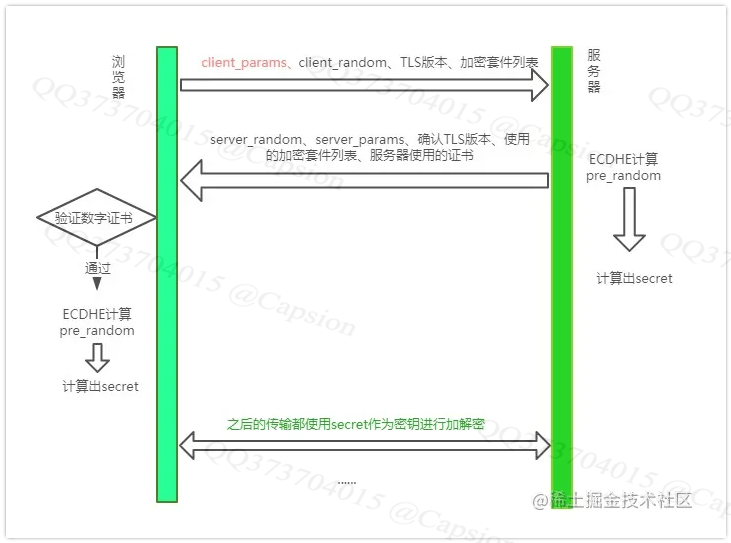 浏览器
服务器
client_params、client_random、TLS版本、加密套件列表
server_random、server_params、确认TLS版本、使用
的加密套件列表、服务器使用的证书
ECDHE计算
pre_random
计算出secret
验证数字证书
通过
ECDHE计算
pre_random
计算出secret
之后的传输都使用secret作为密钥进行加解密
......
QQ373704015 @Capsion
QQ373704015 @Capsion
QQ373704015 @Capsion
@稀土掘金技术社区